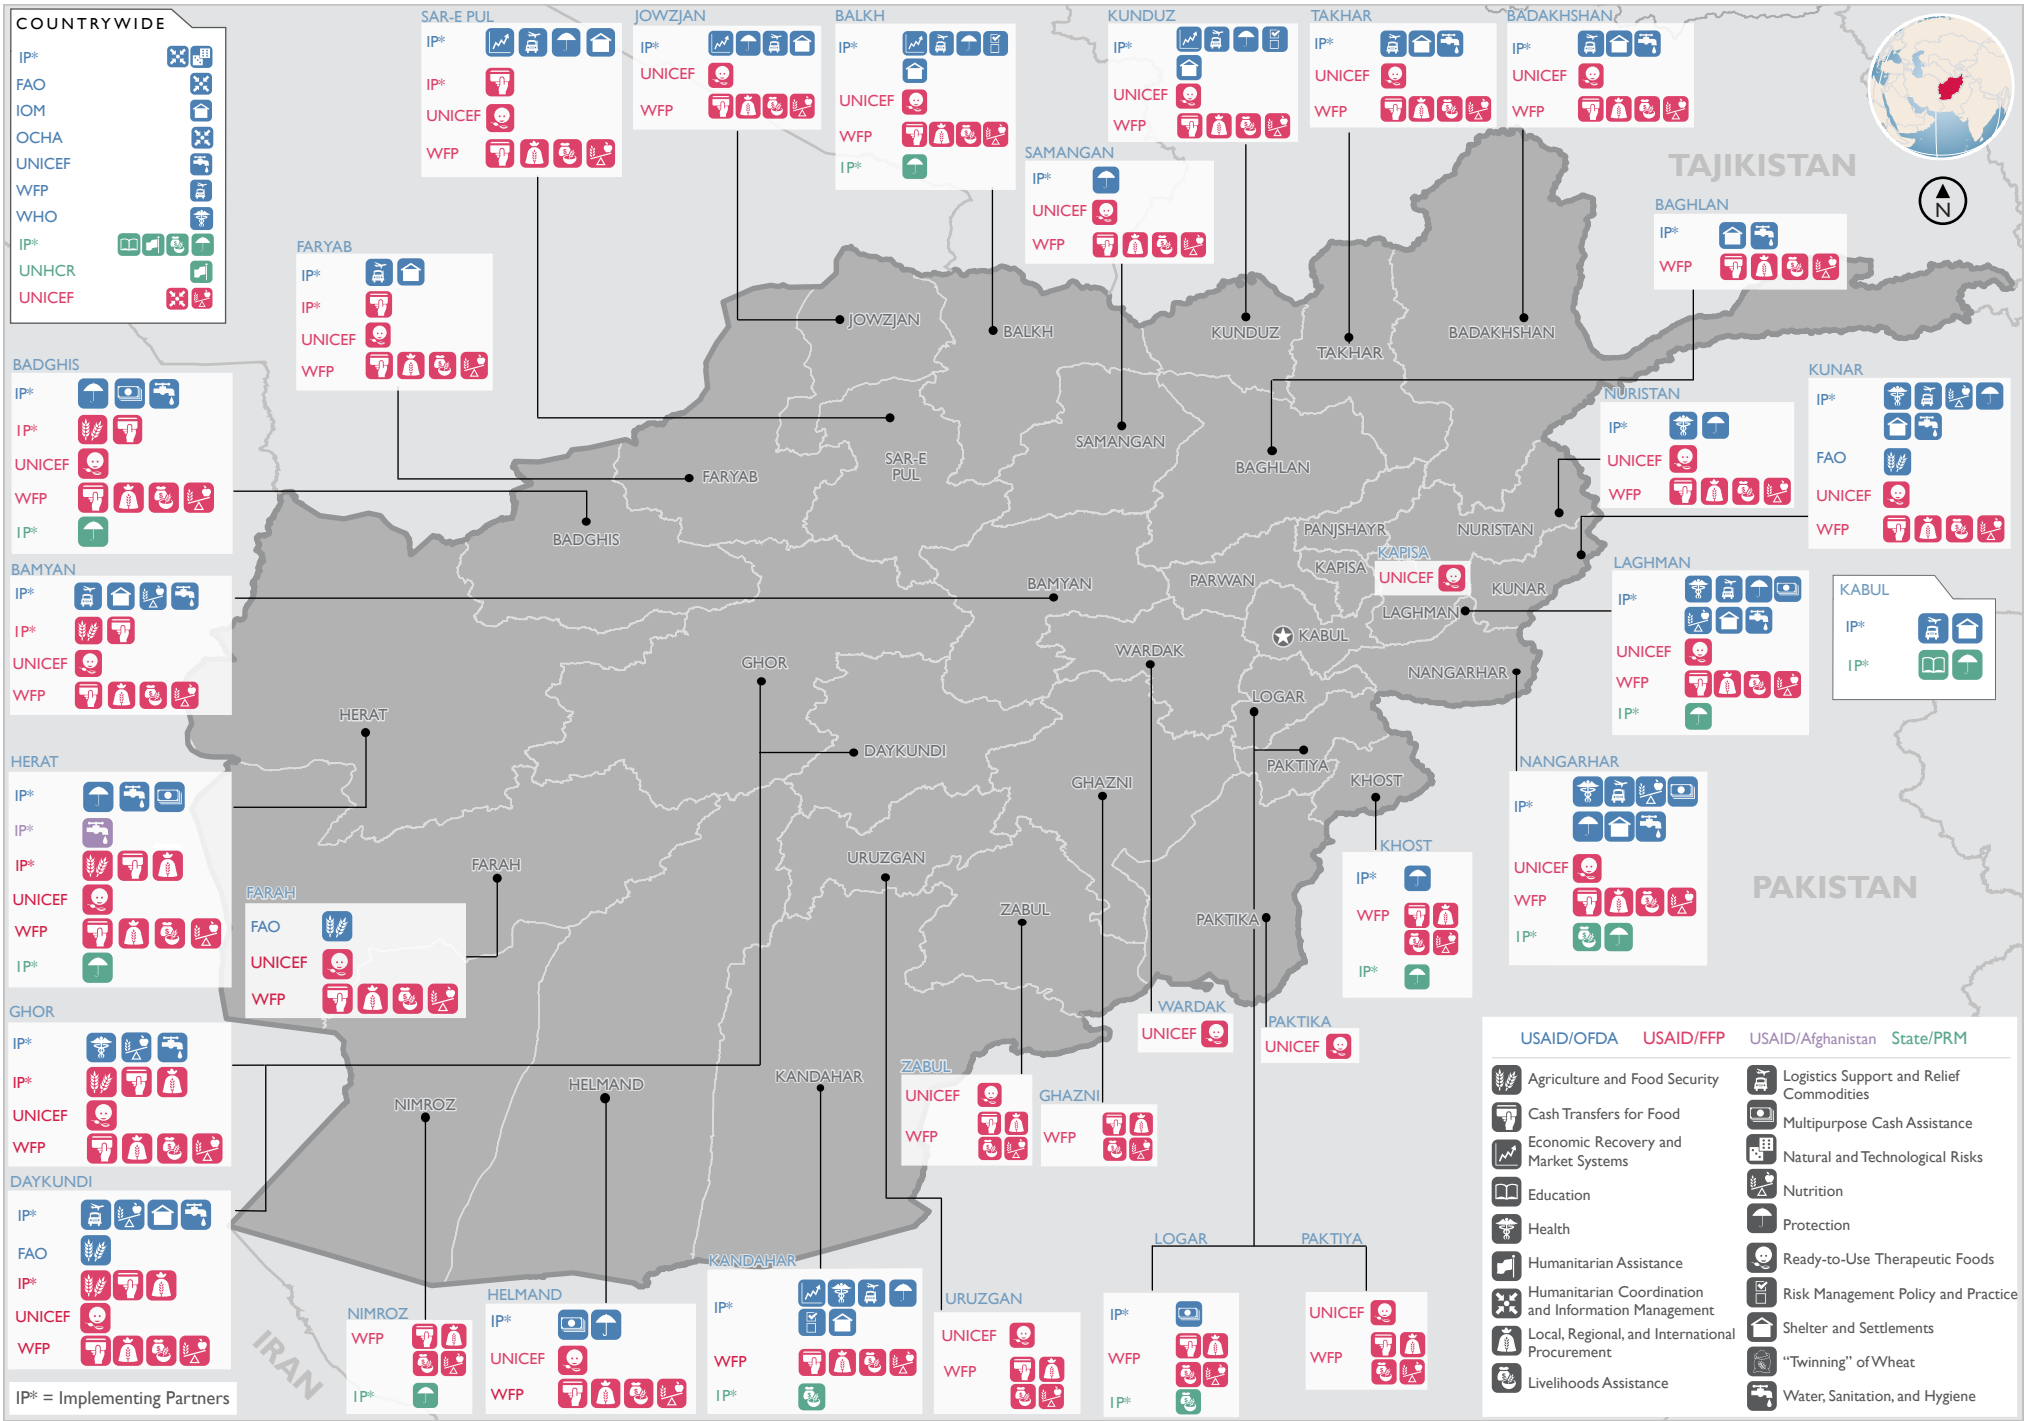 COUNTRYWIDE
IP*
FAO
IOM
OCHA
UNICEF
WFP
WHO
IP*
UNHCR
UNICEF
SAR-E PUL
IP*
IP*
UNICEF
WFP
JOWZJAN
IP*
UNICEF
WFP
BALKH
IP*
UNICEF
WFP
IP*
KUNDUZ
IP*
UNICEF
WFP
TAKHAR
IP*
UNICEF
WFP
BADAKHSHAN
IP*
UNICEF
WFP
SAMANGAN
IP*
UNICEF
WFP
TAJIKISTAN
N
BAGHLAN
IP*
WFP
FARYAB
IP*
IP*
UNICEF
WFP
BADGHIS
IP*
IP*
UNICEF
WFP
IP*
NURISTAN
IP*
UNICEF
WFP
KUNAR
IP*
FAO
UNICEF
WFP
BAMYAN
IP*
IP*
UNICEF
WFP
LAGHMAN
IP*
UNICEF
WFP
IP*
KABUL
IP*
IP*
KAPISA
UNICEF
JOWZJAN
BALKH
KUNDUZ
TAKHAR
BADAKHSHAN
SAR-E
PUL
SAMANGAN
BAGHLAN
FARYAB
BADGHIS
PANJSHAYR
NURISTAN
KAPISA
BAMYAN
PARWAN
KUNAR
LAGHMAN
KABUL
WARDAK
GHOR
NANGARHAR
LOGAR
HERAT
DAYKUNDI
PAKTIYA
GHAZNI
KHOST
URUZGAN
FARAH
ZABUL
PAKTIKA
KANDAHAR
HELMAND
NIMROZ
HERAT
IP*
IP*
IP*
UNICEF
WFP
IP*
FARAH
FAO
UNICEF
WFP
NANGARHAR
IP*
UNICEF
WFP
IP*
KHOST
IP*
WFP
IP*
PAKISTAN
GHOR
IP*
IP*
UNICEF
WFP
WARDAK
UNICEF
PAKTIKA
UNICEF
ZABUL
UNICEF
WFP
GHAZNI
WFP
DAYKUNDI
IP*
FAO
IP*
UNICEF
WFP
IRAN
NIMROZ
WFP
IP*
HELMAND
IP*
UNICEF
WFP
KANDAHAR
IP*
WFP
IP*
URUZGAN
UNICEF
WFP
LOGAR
IP*
WFP
IP*
PAKTIYA
UNICEF
WFP
IP* = Implementing Partners
USAID/OFDA USAID/FFP USAID/Afghanistan State/PRM
Agriculture and Food Security
Cash Transfers for Food
Economic Recovery and
Market Systems
Education
Health
Humanitarian Assistance
Humanitarian Coordination
and Information Management
Local, Regional, and International
Procurement
Livelihoods Assistance
Logistics Support and Relief
Commodities
Multipurpose Cash Assistance
Natural and Technological Risks
Nutrition
Protection
Ready-to-Use Therapeutic Foods
Risk Management Policy and Practice
Shelter and Settlements
“Twinning” of Wheat
Water, Sanitation, and Hygiene